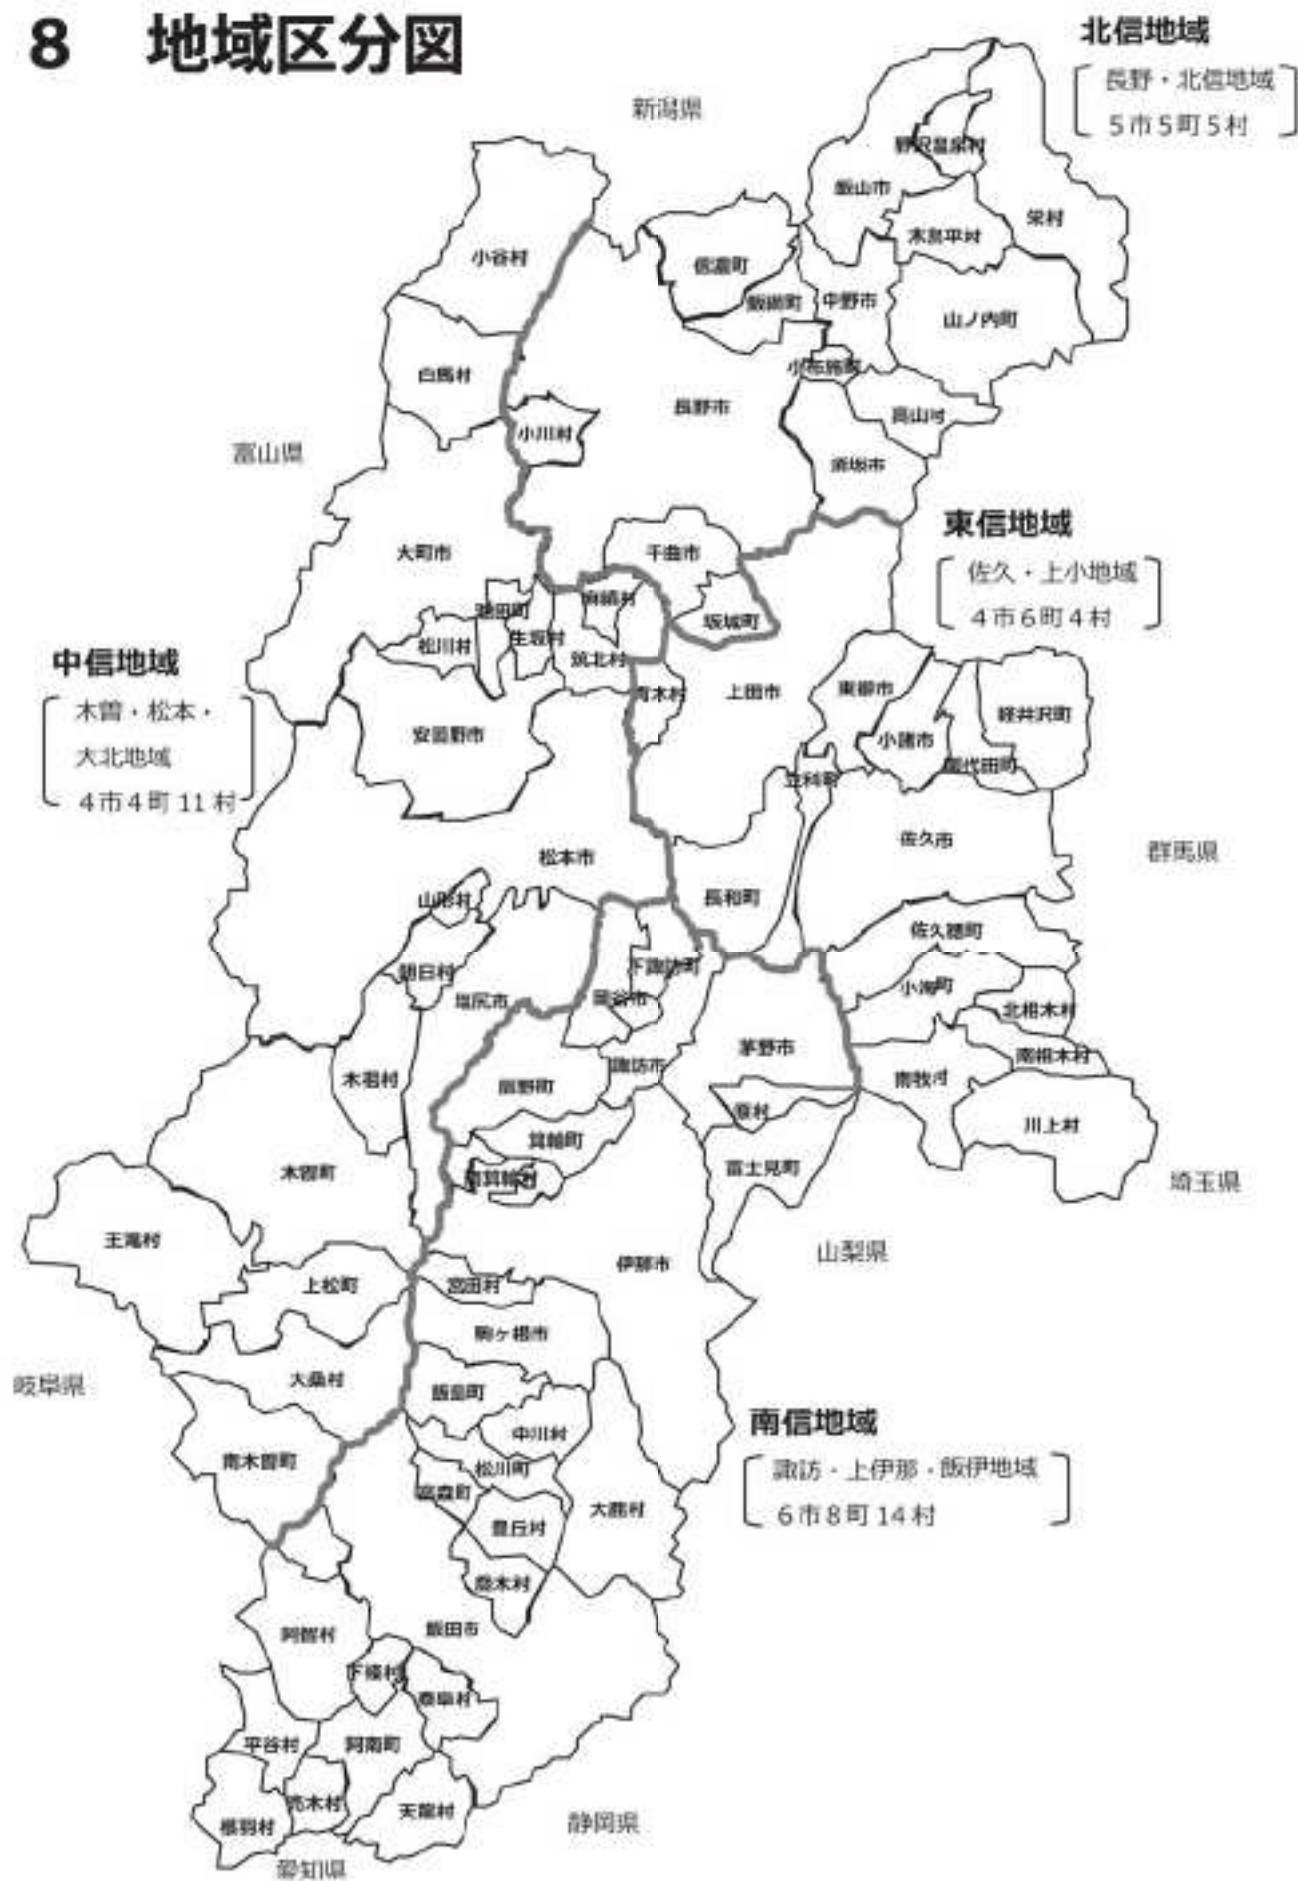 8 地域区分図
北信地域
長野・北信地域
5市5町5村
新潟県
野沢温泉村
飯山市
栄村
木島平村
小谷村
信濃町
飯綱町
中野市
山ノ内町
小布施町
白馬村
長野市
高山村
小川村
富山県
須坂市
東信地域
佐久・上小地域
4市6町4村
大町市
千曲市
麻績村
池田町
坂城町
生坂村
松川村
筑北村
中信地域
木曽・松本・
大北地域
4市4町11村
青木村
上田市
東御市
軽井沢町
安曇野市
小諸市
御代田町
立科町
佐久市
群馬県
松本市
山形村
長和町
佐久穂町
朝日村
下諏訪町
小海町
塩尻市
岡谷市
北相木村
茅野市
南相木村
諏訪市
木祖村
辰野町
南牧村
原村
川上村
箕輪町
木曽町
南箕輪村
富士見町
埼玉県
王滝村
山梨県
伊那市
上松町
宮田村
駒ヶ根市
岐阜県
大桑村
飯島町
南信地域
諏訪・上伊那・飯伊地域
6市8町14村
中川村
南木曽町
松川町
高森町
大鹿村
豊丘村
喬木村
飯田市
阿智村
下條村
泰阜村
平谷村
阿南町
売木村
天龍村
根羽村
静岡県
愛知県